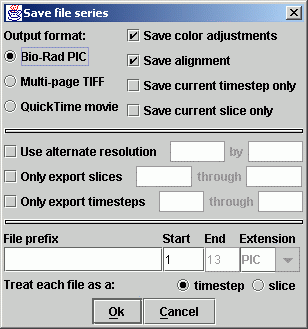 Save file series
Output format:
Bio-Rad PIC
Multi-page TIFF
QuickTime movie
Save color adjustments
Save alignment
Save current timestep only
Save current slice only
Use alternate resolution by
Only export slices through
Only export timesteps through
File prefix Start End Extension
1 13 PIC
Treat each file as a: timestep slice
Ok Cancel